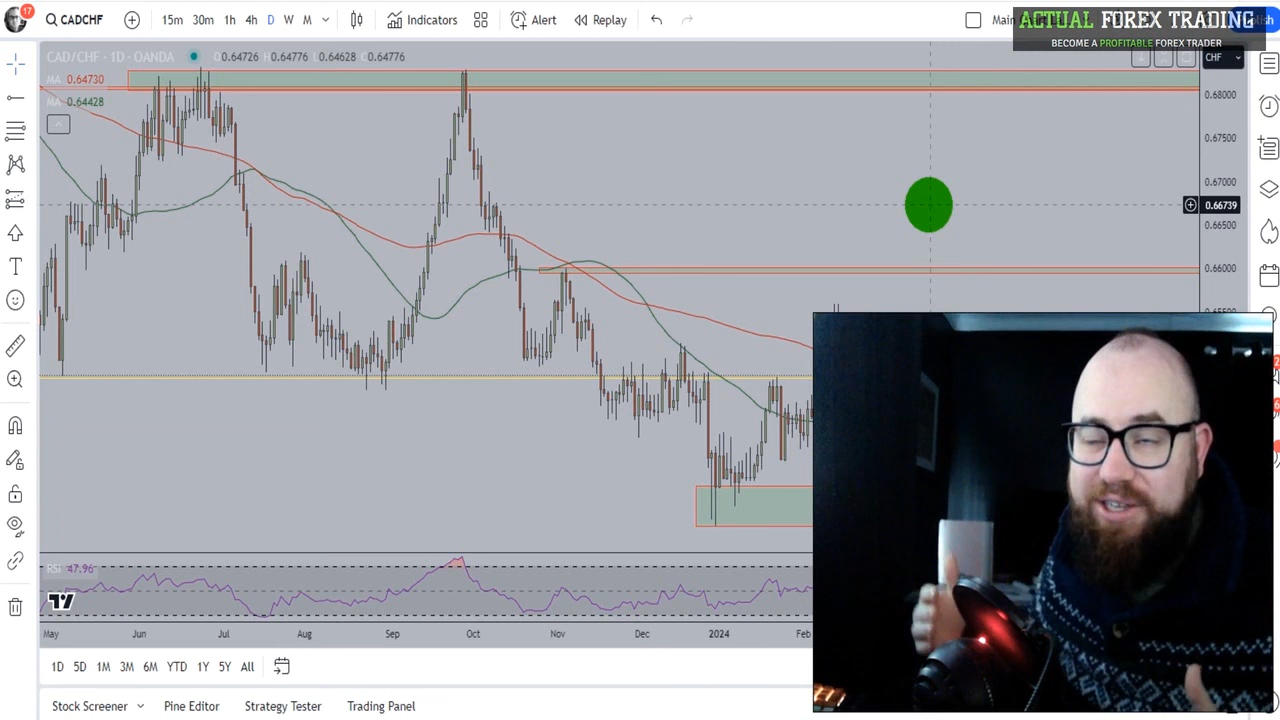 17
CADCHF
15m 30m 1h 4h D W M
Indicators
Alert
Replay
Main
ACTUAL FOREX TRADING
BECOME A PROFITABLE FOREX TRADER
CAD/CHF · 1D · OANDA
0.64726 0.64776 L0.64628 0.64776
CHF
MA 0.64730
MA 0.64428
0.68000
0.67500
0.67000
0.66739
0.66500
0.66000
RSI 47.96
May Jun Jul Aug Sep Oct Nov Dec 2024 Feb
1D 5D 1M 3M 6M YTD 1Y 5Y All
Stock Screener Pine Editor Strategy Tester Trading Panel